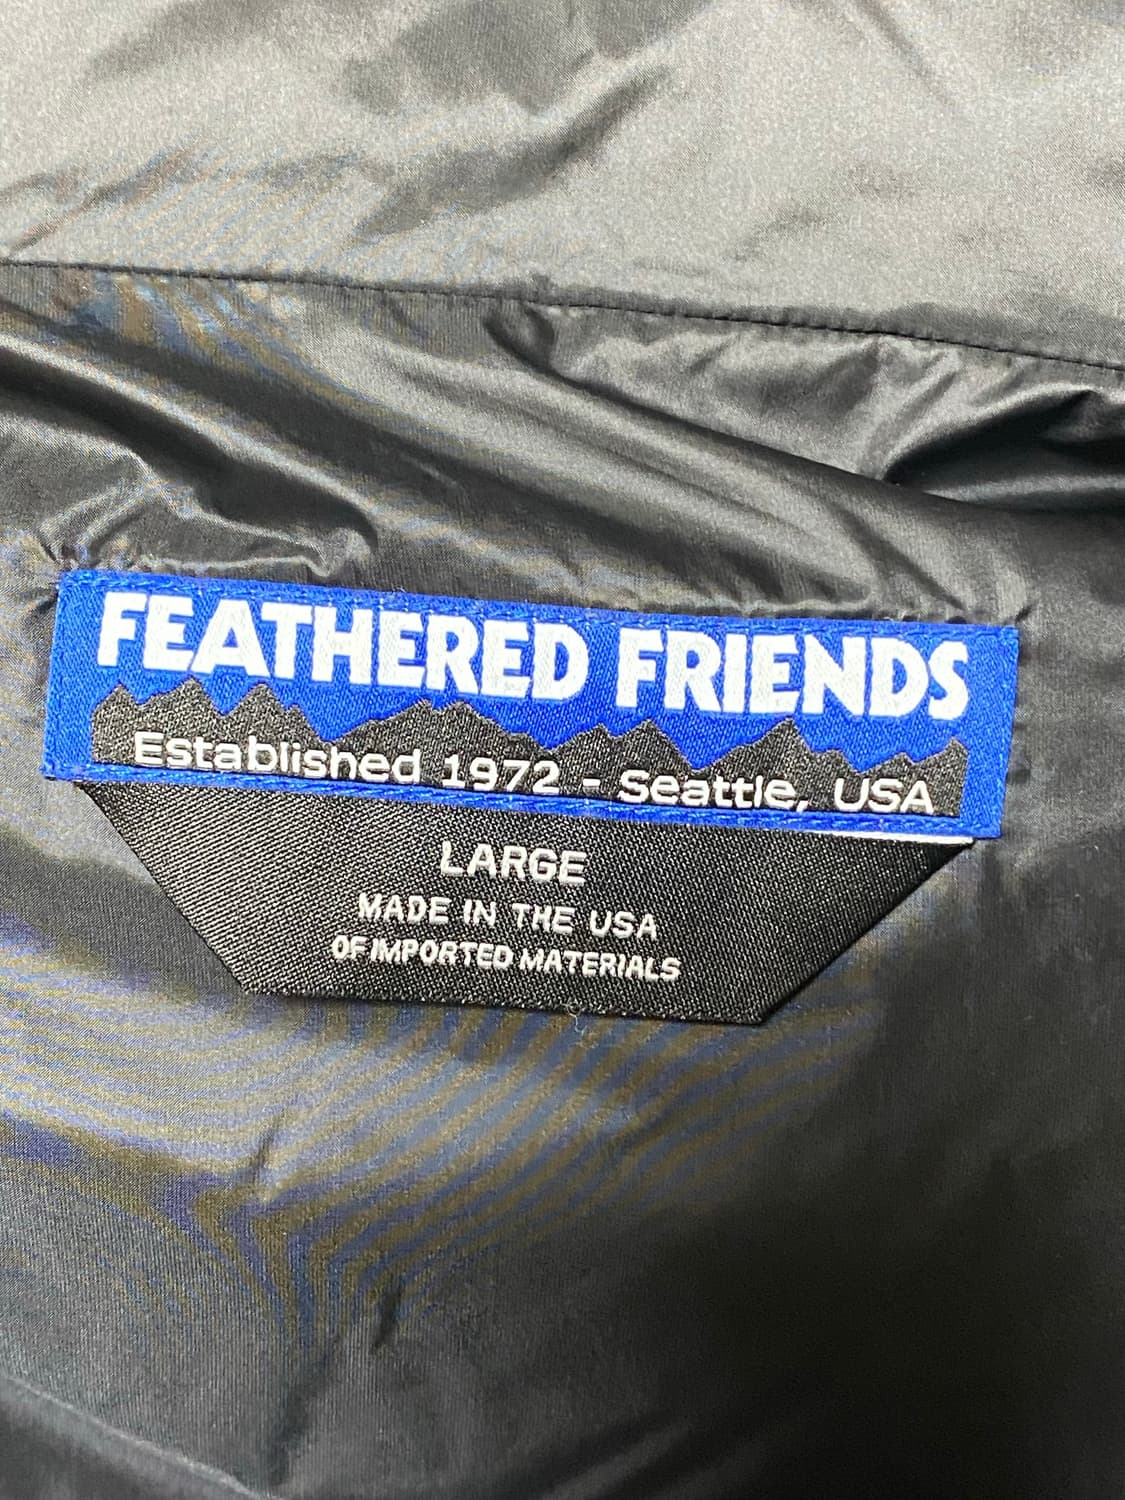 FEATHERED FRIENDS
Established 1972 - Seattle, USA
LARGE
MADE IN THE USA
OF IMPORTED MATERIALS